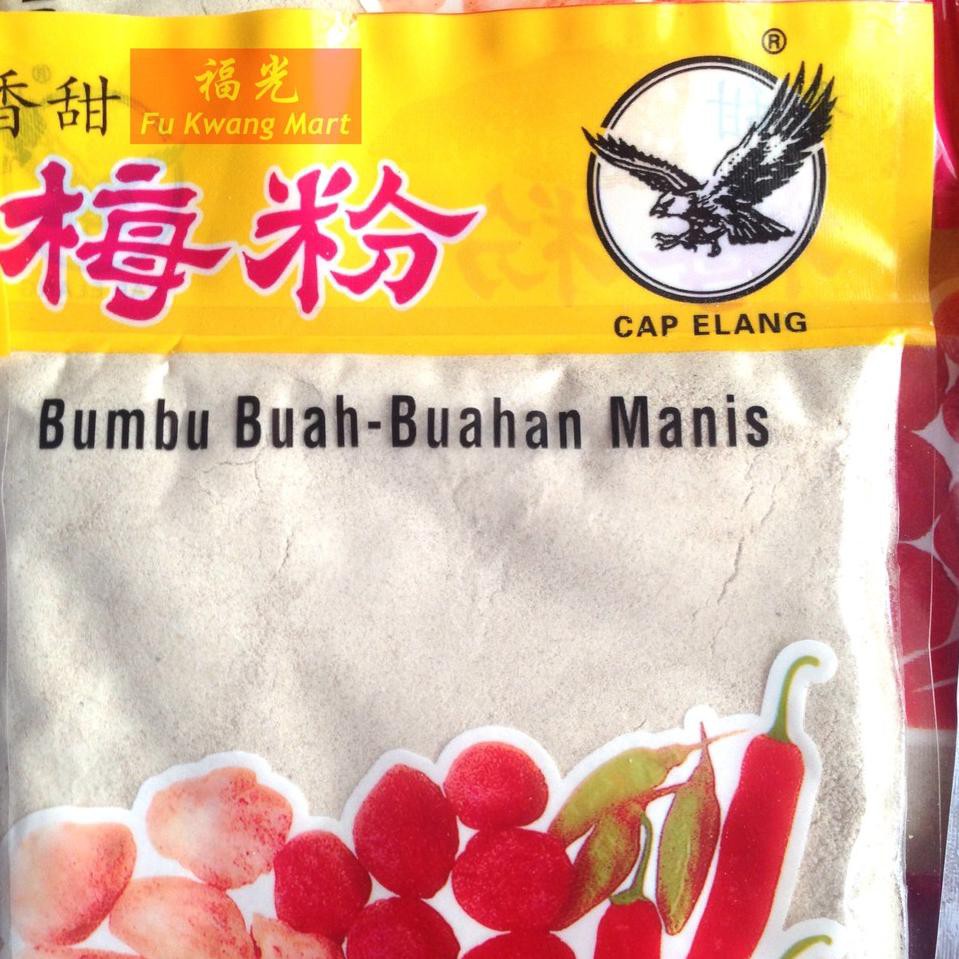 香甜
福光
Fu Kwang Mart
®
梅粉
CAP ELANG
Bumbu Buah-Buahan Manis